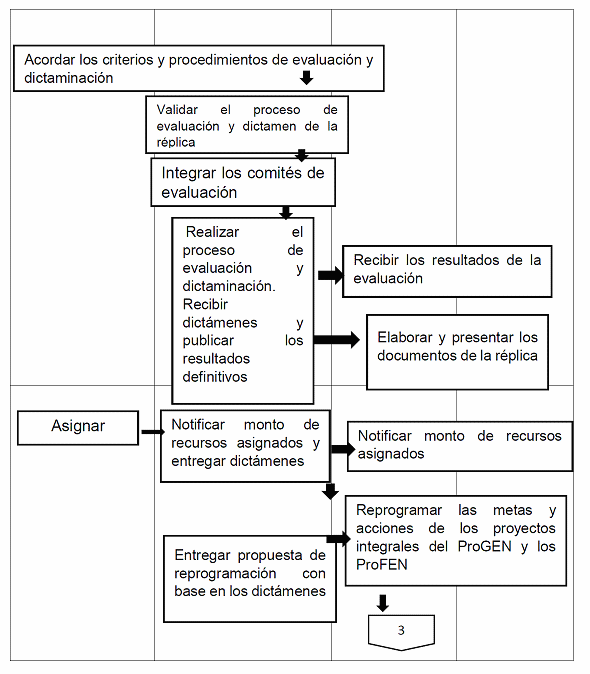 Acordar los criterios y procedimientos de evaluación y
dictaminación
Validar el proceso de
evaluación y dictamen de la
réplica
Integrar los comités de
evaluación
Realizar el
proceso de
evaluación y
dictaminación.
Recibir
dictámenes y
publicar los
resultados
definitivos
Recibir los resultados de la
evaluación
Elaborar y presentar los
documentos de la réplica
Asignar
Notificar monto de
recursos asignados y
entregar dictámenes
Notificar monto de recursos
asignados
Reprogramar las metas y
acciones de los proyectos
integrales del ProGEN y los
ProFEN
Entregar propuesta de
reprogramación con
base en los dictámenes
3